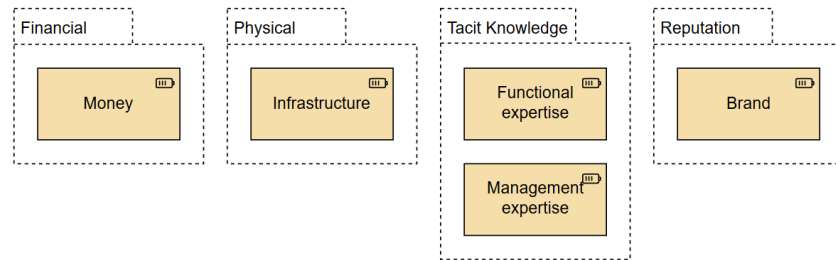 Financial
Money
Physical
Infrastructure
Tacit Knowledge
Functional
expertise
Management
expertise
Reputation
Brand